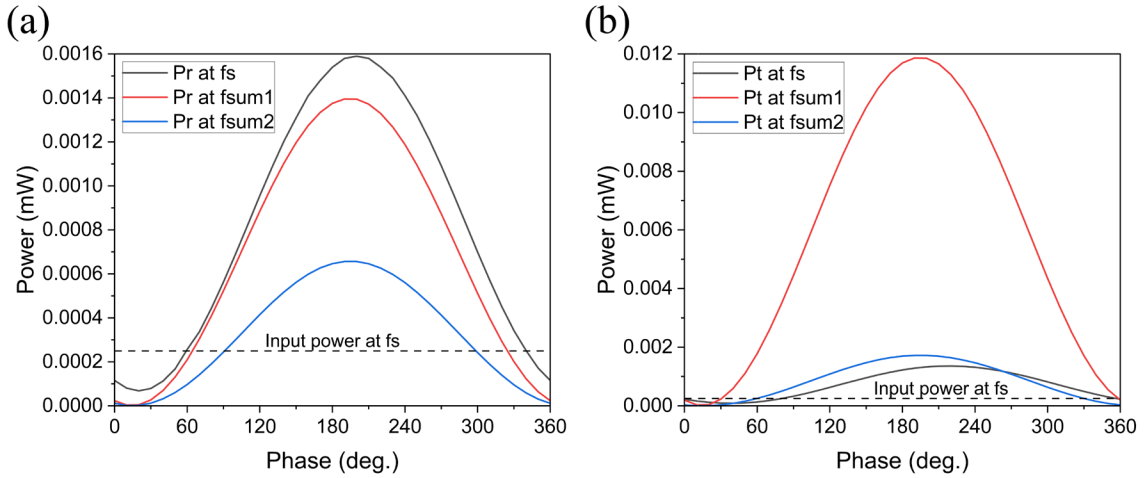 (a)
0.0016
0.0014
0.0012
0.0010
0.0008
0.0006
0.0004
0.0002
0.0000
Power (mW)
Pr at fs
Pr at fsum1
Pr at fsum2
Input power at fs
0 60 120 180 240 300 360
Phase (deg.)
(b)
0.012
0.010
0.008
0.006
0.004
0.002
0.000
Power (mW)
Pt at fs
Pt at fsum1
Pt at fsum2
Input power at fs
0 60 120 180 240 300 360
Phase (deg.)